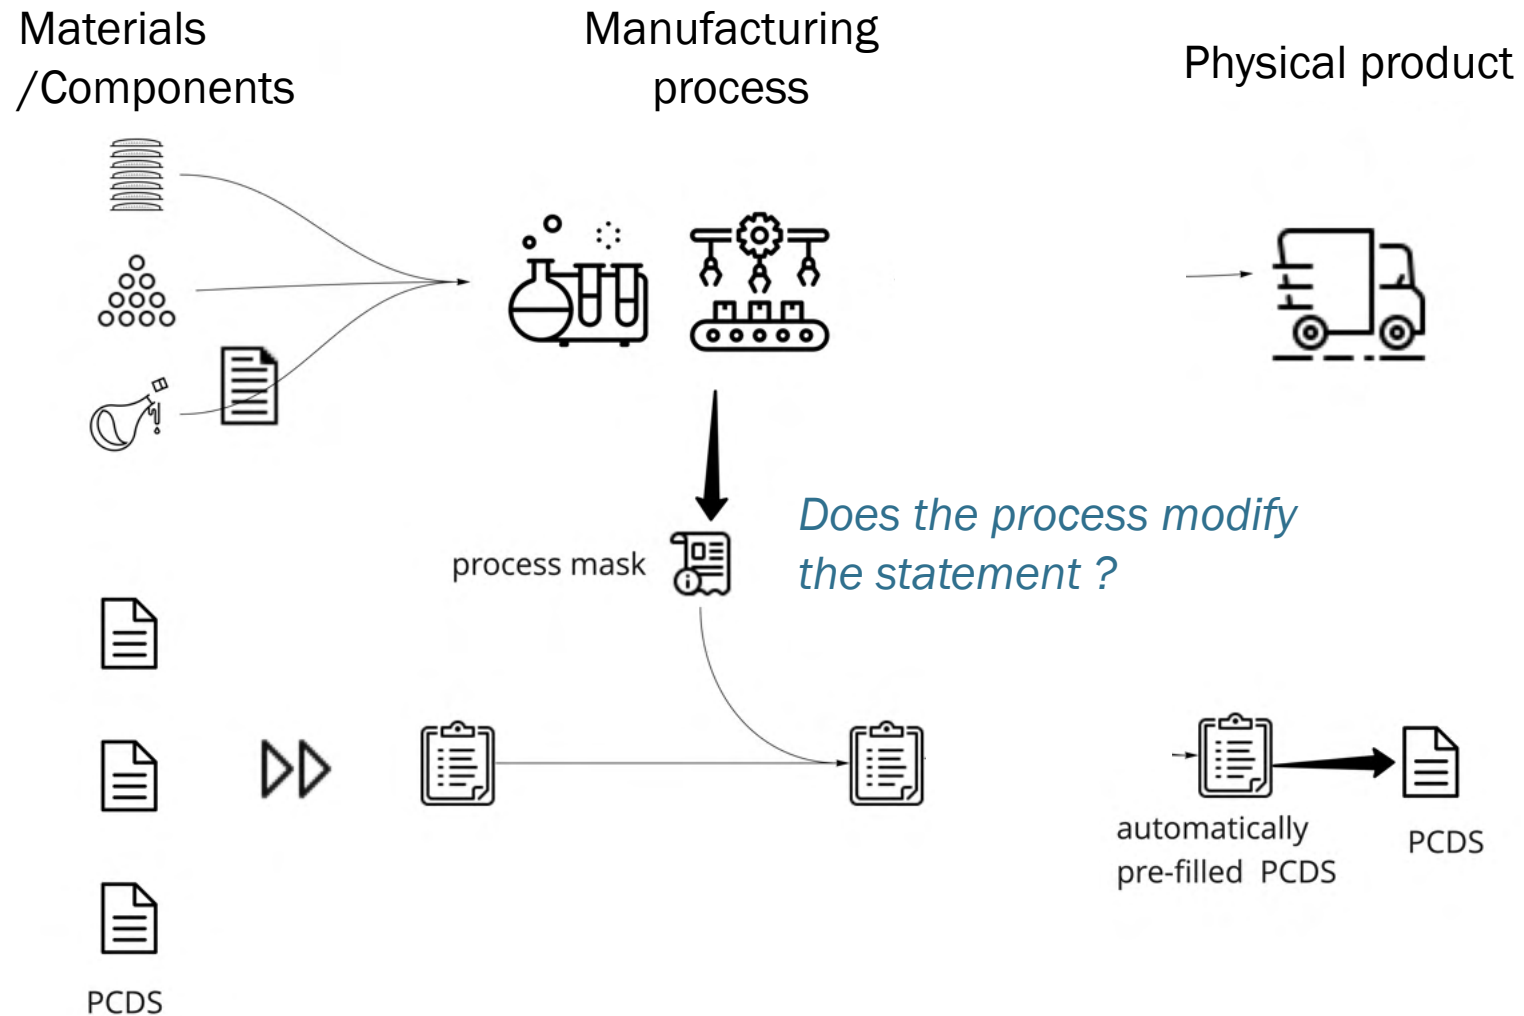 Materials
/Components
Manufacturing
process
Physical product
Does the process modify
the statement ?
process mask
automatically
pre-filled PCDS
PCDS
PCDS